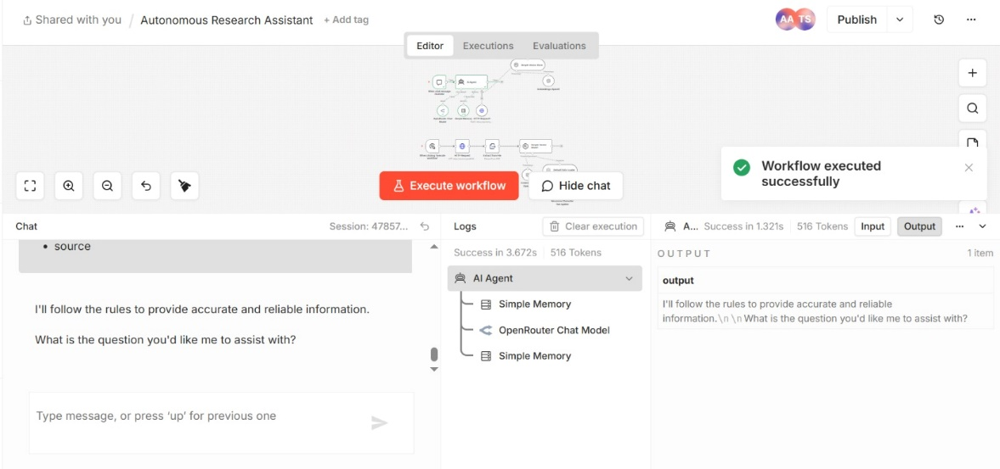 Shared with you / Autonomous Research Assistant + Add tag
AA TS
Publish
Editor Executions Evaluations
Execute workflow
Hide chat
Workflow executed
successfully
Chat
Session: 47857...
• source
I'll follow the rules to provide accurate and reliable information.
What is the question you'd like me to assist with?
Type message, or press 'up' for previous one
Logs
Clear execution
Success in 3.672s 516 Tokens
AI Agent
Simple Memory
OpenRouter Chat Model
Simple Memory
A... Success in 1.321s 516 Tokens Input Output
OUTPUT 1 item
output
I'll follow the rules to provide accurate and reliable
information.\n \n What is the question you'd like me to assist with?